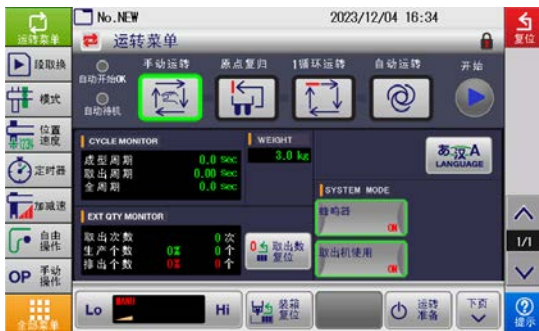 No.NEW
2023/12/04 16:34
运转菜单
运转菜单
复位
段取换
模式
位置
速度
定时器
加减速
自由
操作
OP 手动
操作
全部菜单
自动开始OK
自动待机
手动运转
原点复归
1循环运转
自动运转
开始
CYCLE MONITOR
成型周期 0.0 sec
取出周期 0.00 sec
全周期 0.0 sec
WEIGHT
3.0 kg
あ汉A
LANGUAGE
SYSTEM MODE
蜂鸣器
ON
取出机使用
ON
EXT QTY MONITOR
取出次数 0 次
生产个数 0% 0 个
排出个数 0% 0 个
0 取出数
复位
1/1
Lo
HAND
Hi
装箱
复位
运转
准备
下页
提示